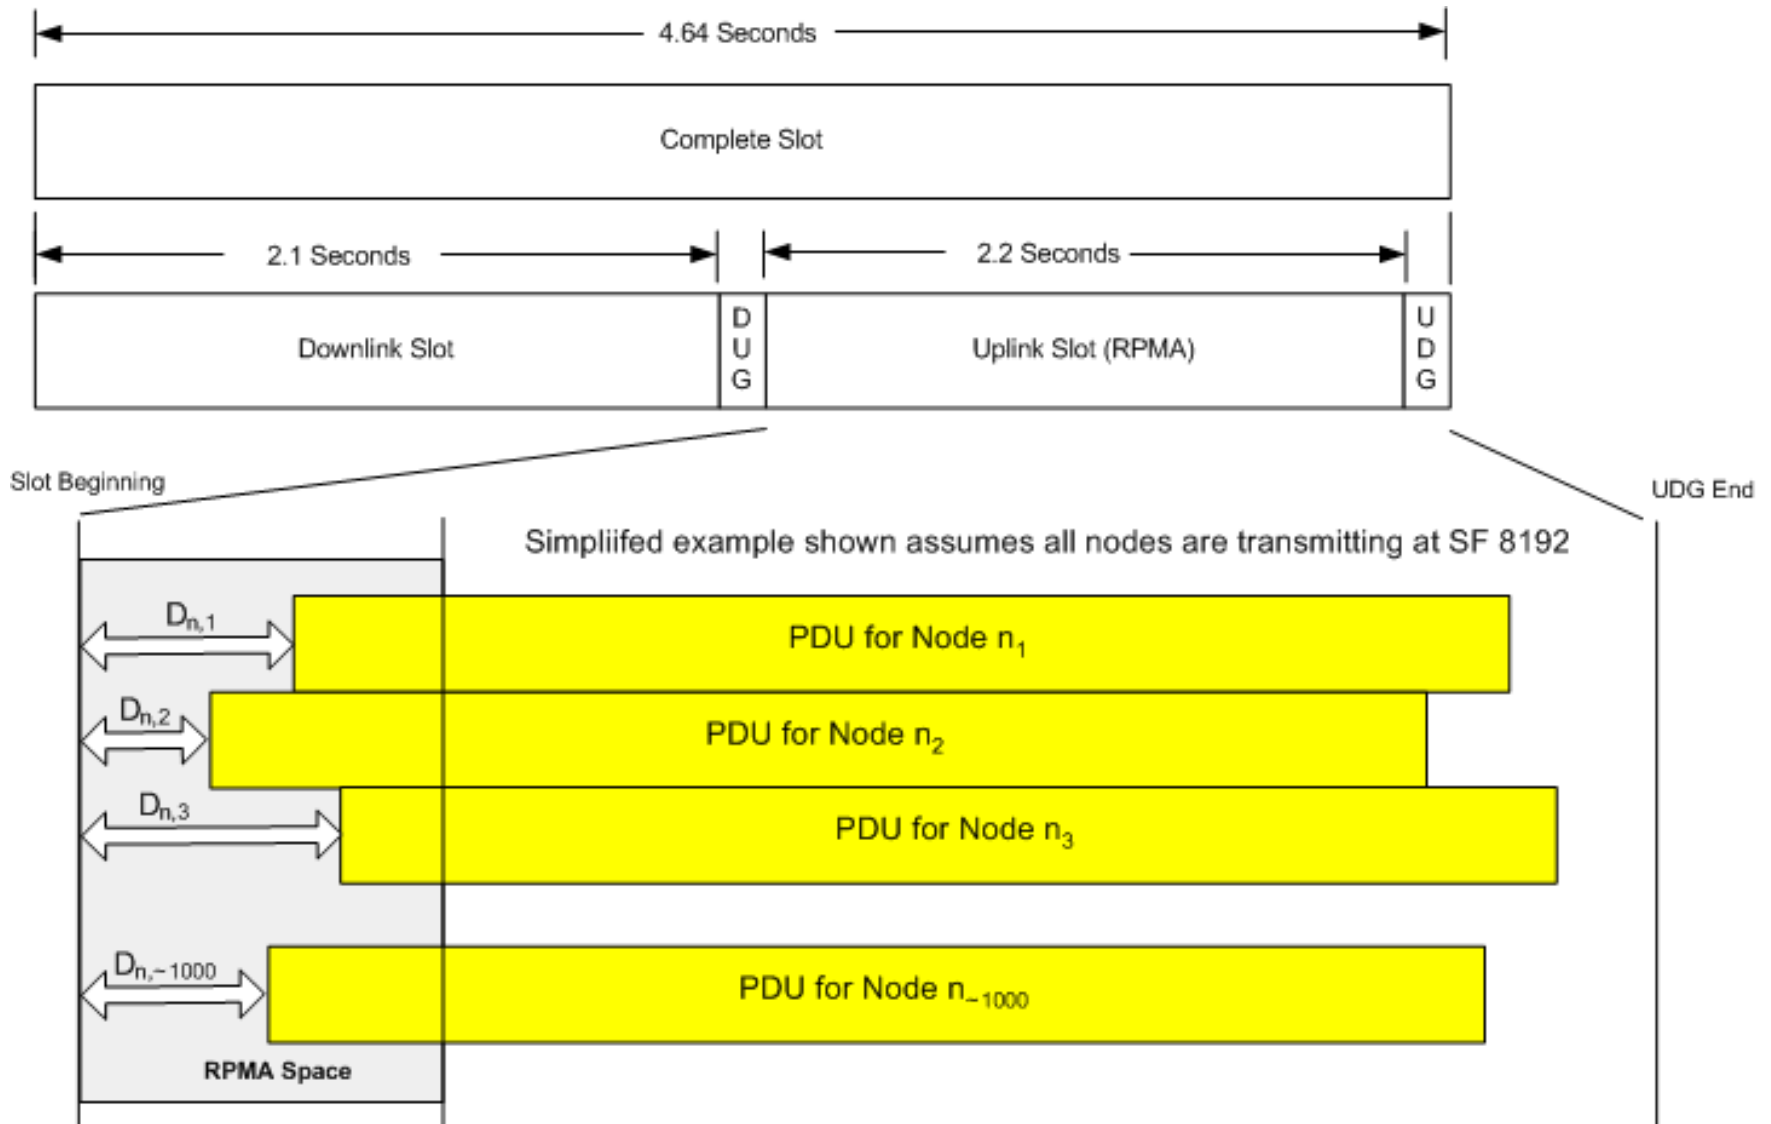 4.64 Seconds
Complete Slot
2.1 Seconds
2.2 Seconds
Downlink Slot
D
U
G
Uplink Slot (RPMA)
U
D
G
Slot Beginning
UDG End
Simpliifed example shown assumes all nodes are transmitting at SF 8192
Dn,1
PDU for Node n1
Dn,2
PDU for Node n2
Dn,3
PDU for Node n3
Dn,~1000
PDU for Node n~1000
RPMA Space